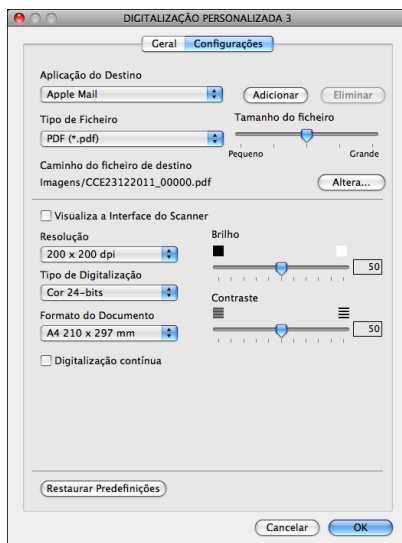 DIGITALIZAÇÃO PERSONALIZADA 3
Geral Configurações
Aplicação do Destino
Apple Mail Adicionar Eliminar
Tipo de Ficheiro Tamanho do ficheiro
PDF (*.pdf)
Pequeno Grande
Caminho do ficheiro de destino
Imagens/CCE23122011_00000.pdf Altera...
Visualiza a Interface do Scanner
Resolução Brilho
200 x 200 dpi 50
Tipo de Digitalização
Cor 24-bits
Contraste
Formato do Documento
A4 210 x 297 mm 50
Digitalização contínua
Restaurar Predefinições
Cancelar OK